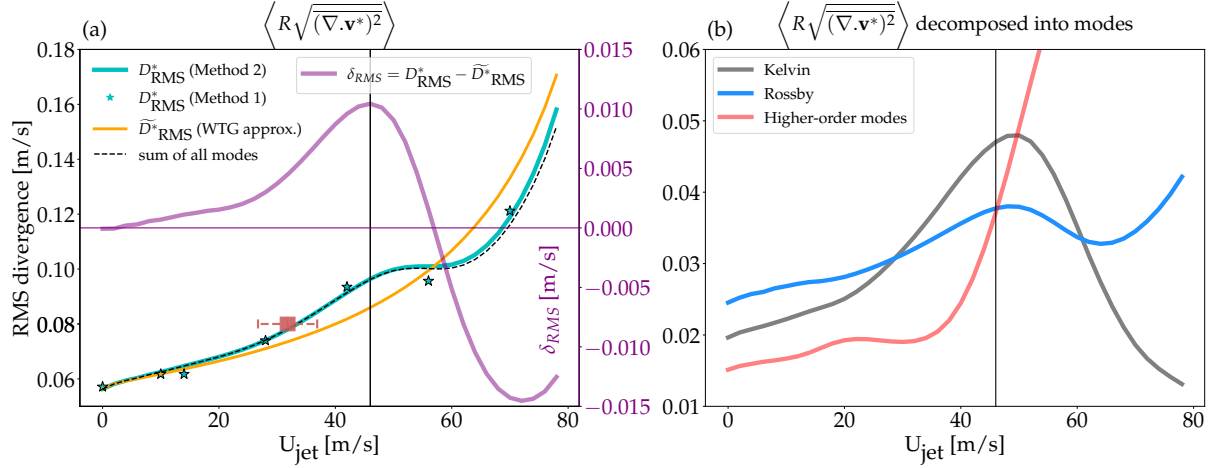 ⟨R√(∇.v*)²⟩
⟨R√(∇.v*)²⟩ decomposed into modes
(a)
D*RMS (Method 2)
D*RMS (Method 1)
D̃*RMS (WTG approx.)
sum of all modes
δRMS = D*RMS − D̃*RMS
RMS divergence [m/s]
0.18
0.16
0.14
0.12
0.10
0.08
0.06
0.015
0.010
0.005
0.000
−0.005
−0.010
−0.015
δRMS [m/s]
0 20 40 60 80
Ujet [m/s]
(b)
Kelvin
Rossby
Higher-order modes
0.06
0.05
0.04
0.03
0.02
0.01
0 20 40 60 80
Ujet [m/s]